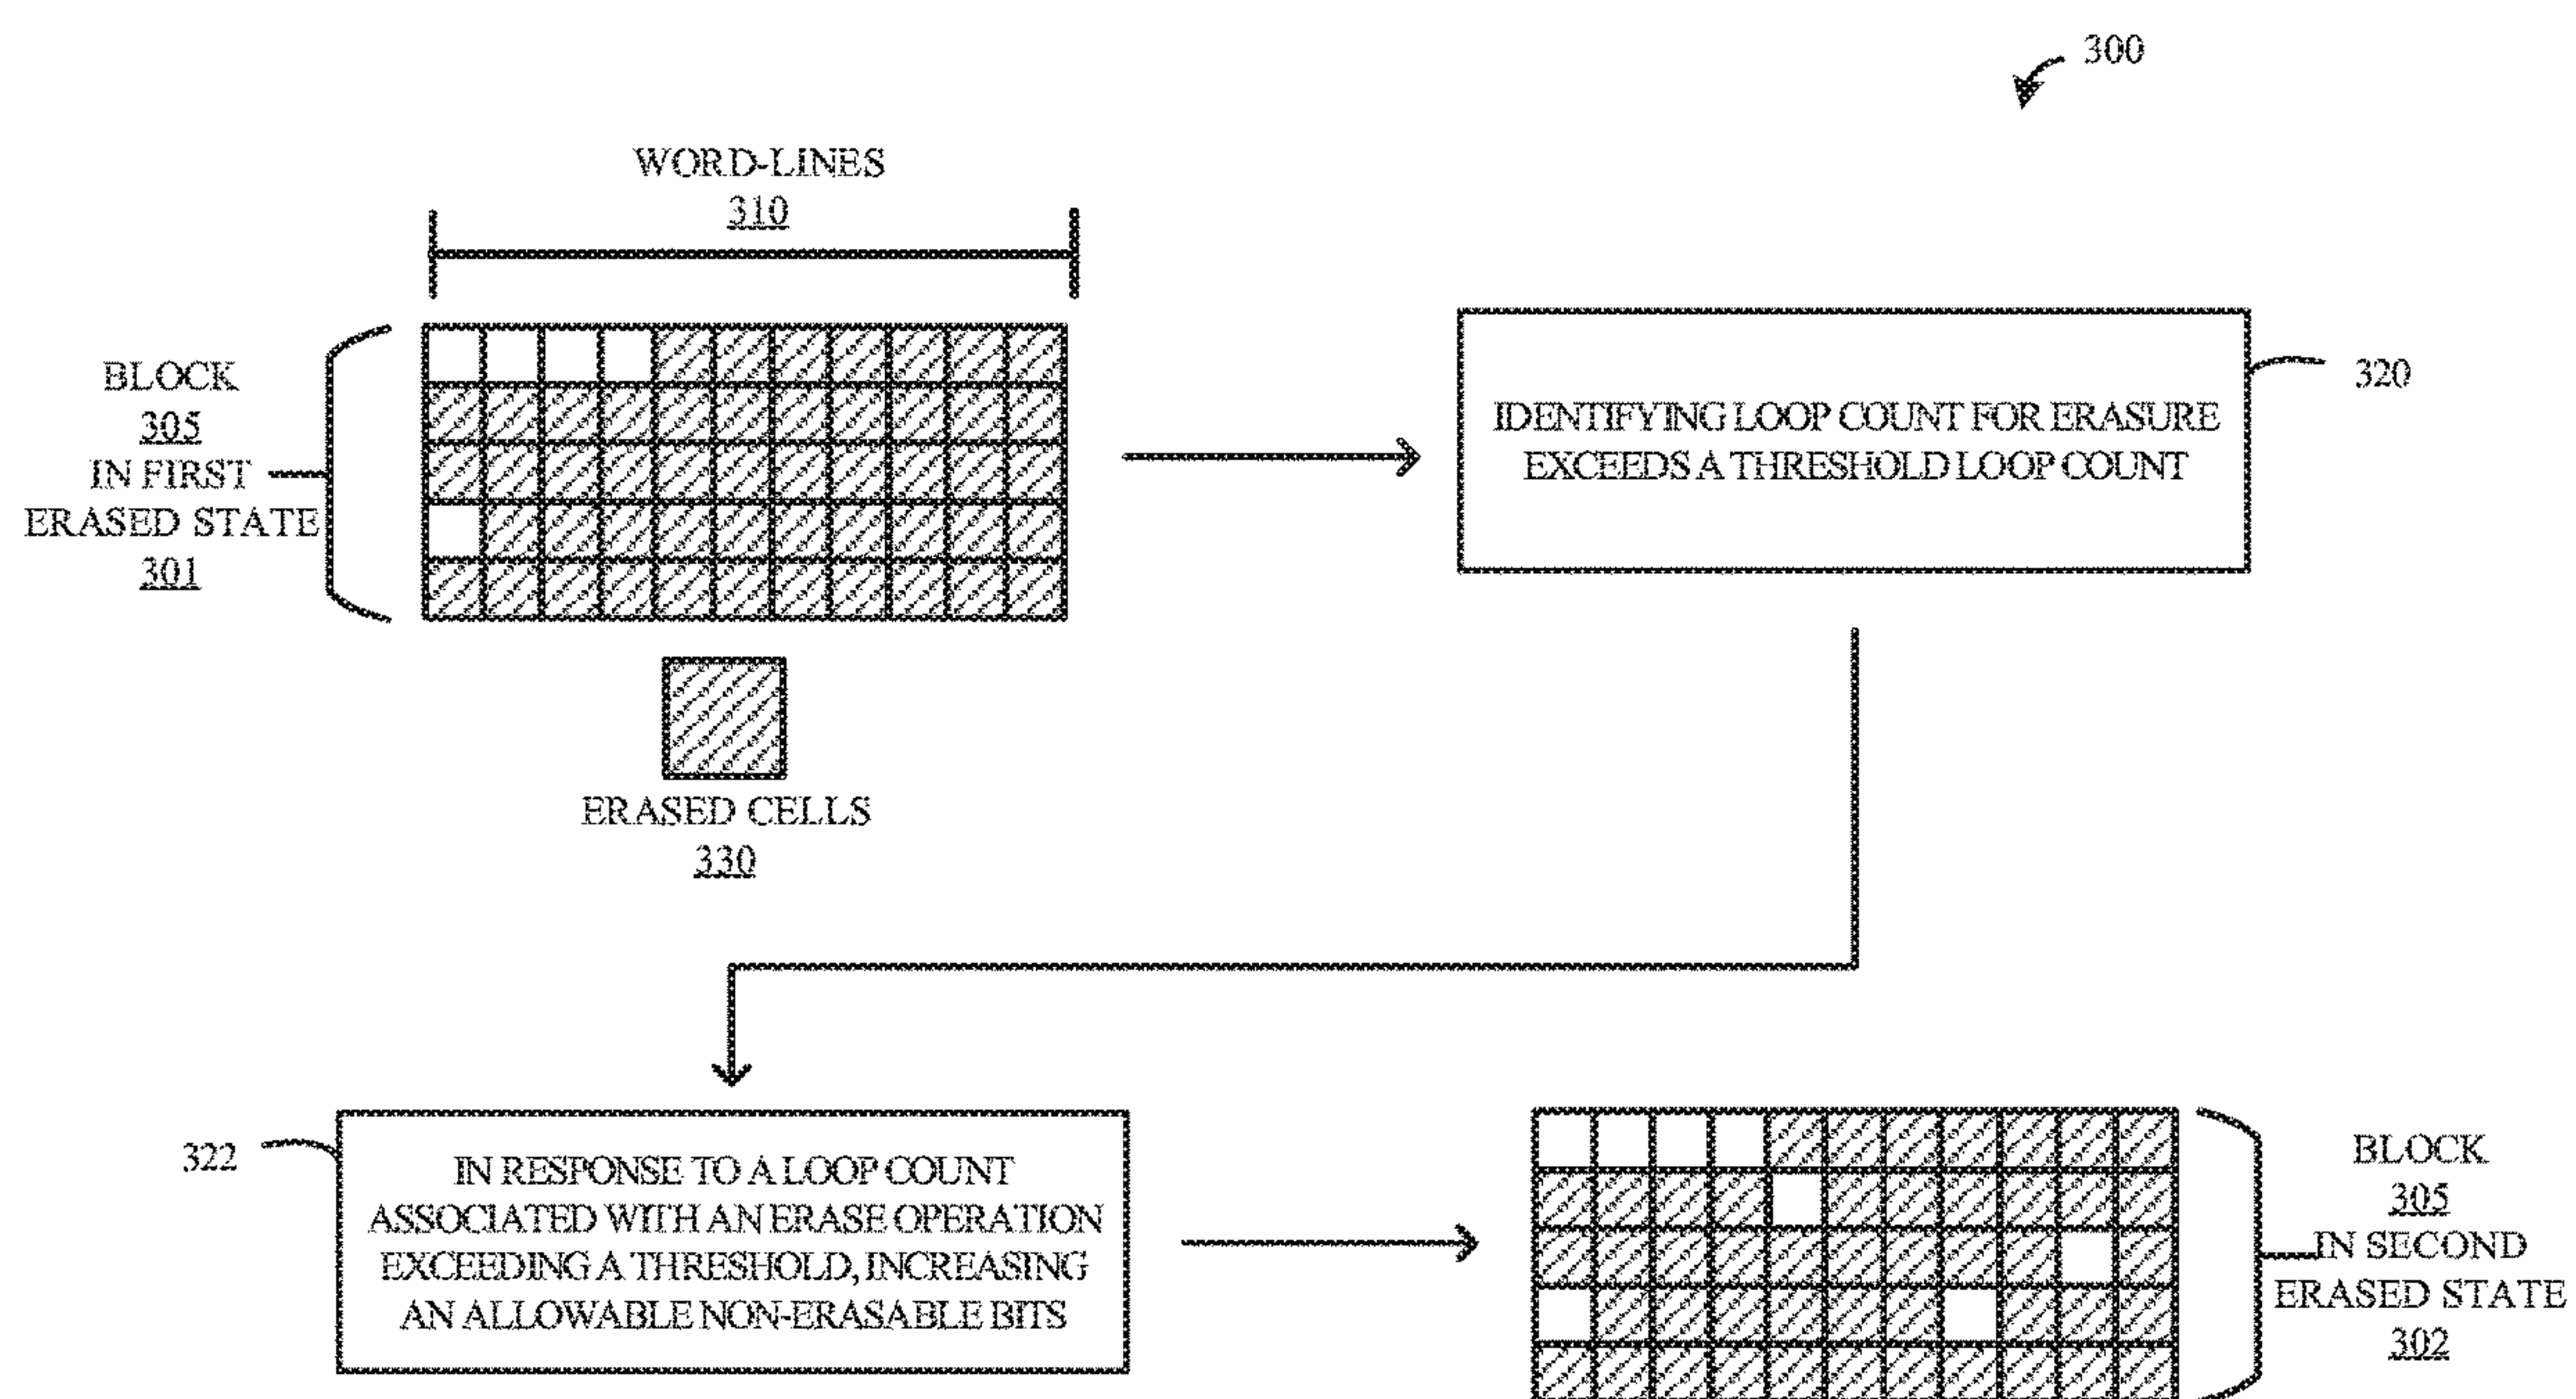 300
WORD-LINES
310
BLOCK
305
IN FIRST
ERASED STATE
301
IDENTIFYING LOOP COUNT FOR ERASURE
EXCEEDS A THRESHOLD LOOP COUNT
320
ERASED CELLS
330
322
IN RESPONSE TO A LOOP COUNT
ASSOCIATED WITH AN ERASE OPERATION
EXCEEDING A THRESHOLD, INCREASING
AN ALLOWABLE NON-ERASABLE BITS
BLOCK
305
IN SECOND
ERASED STATE
302